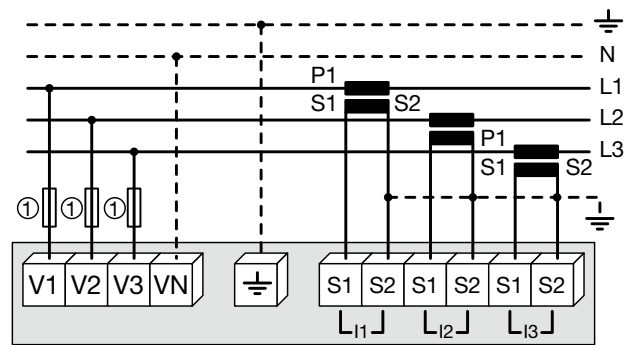 N
P1
L1
S1 S2
L2
P1
L3
S1 S2
① ① ①
V1 V2 V3 VN S1 S2 S1 S2 S1 S2
I1 I2 I3